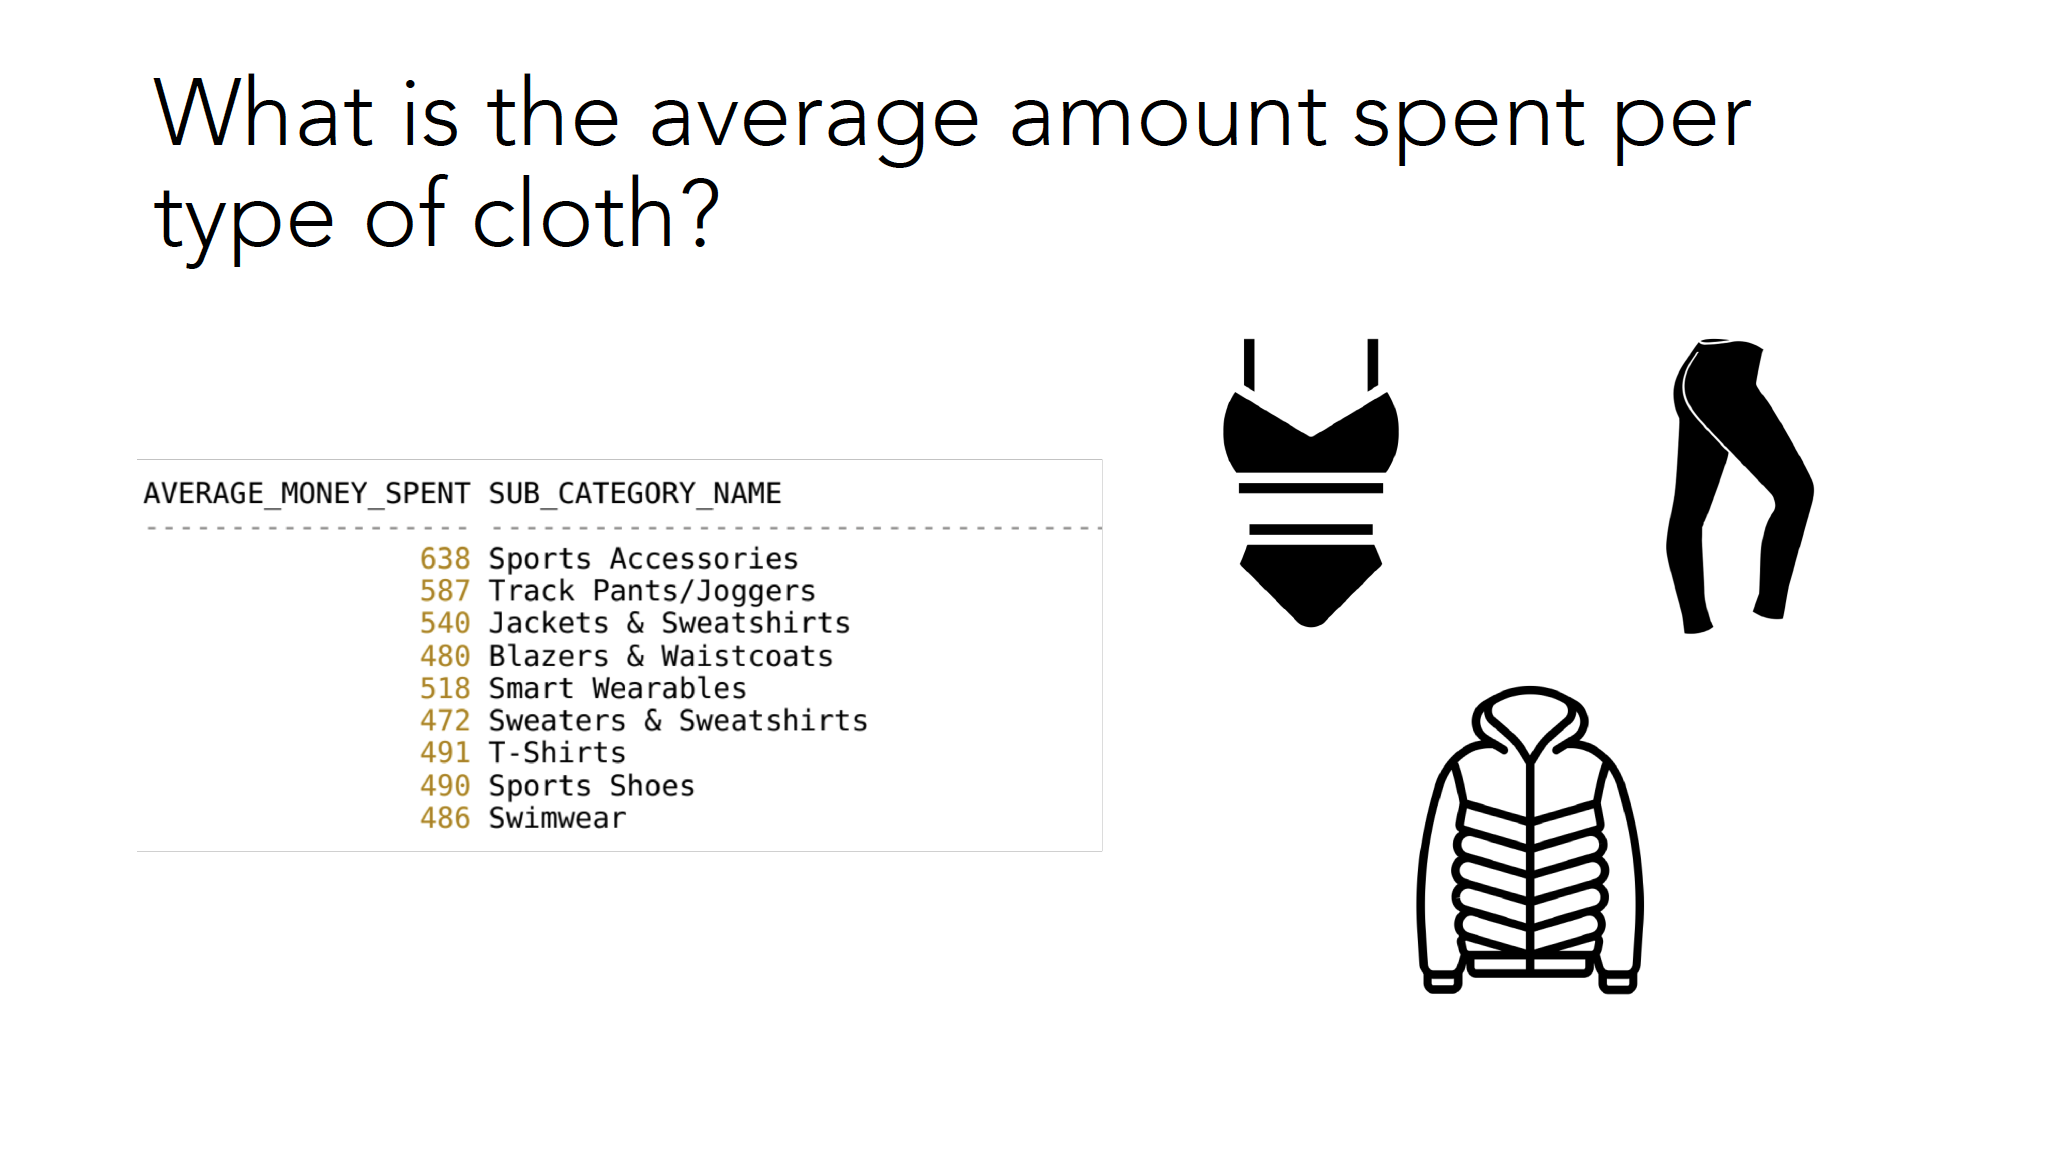 What is the average amount spent per
type of cloth?
AVERAGE_MONEY_SPENT SUB_CATEGORY_NAME
638 Sports Accessories
587 Track Pants/Joggers
540 Jackets & Sweatshirts
480 Blazers & Waistcoats
518 Smart Wearables
472 Sweaters & Sweatshirts
491 T-Shirts
490 Sports Shoes
486 Swimwear